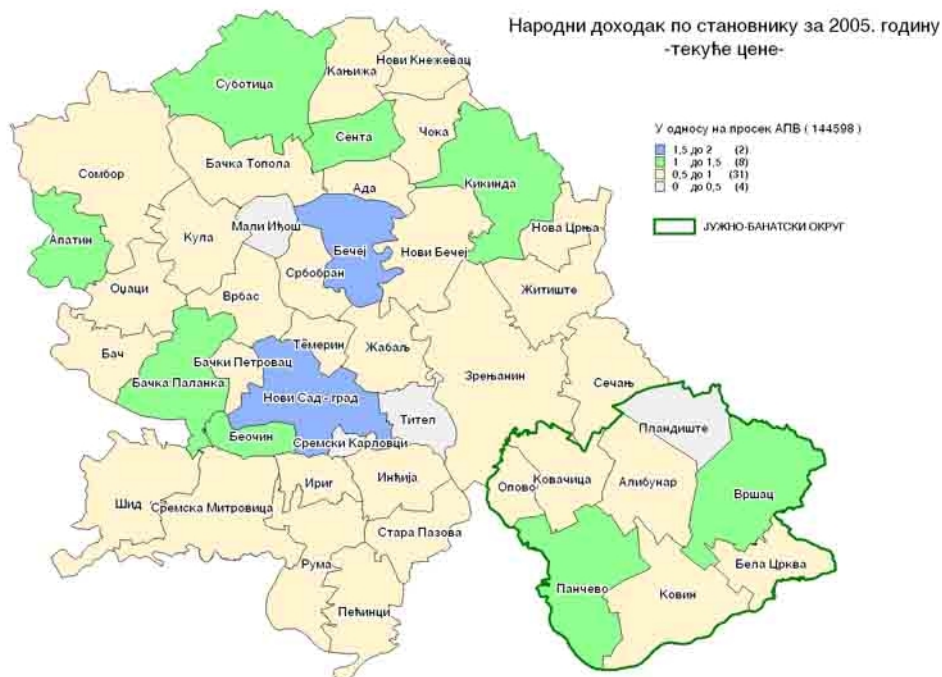 Народни доходак по становнику за 2005. годину
-текуће цене-
У односу на просек АПВ ( 144598 )
1,5 до 2 (2)
1 до 1,5 (8)
0,5 до 1 (31)
0 до 0,5 (4)
ЈУЖНО-БАНАТСКИ ОКРУГ
Суботица
Кањижа
Нови Кнежевац
Сента
Чока
Сомбор
Бачка Топола
Ада
Кикинда
Апатин
Кула
Мали Иђош
Бечеј
Нови Бечеј
Нова Црња
Оџаци
Врбас
Србобран
Житиште
Бач
Бачка Паланка
Бачки Петровац
Темерин
Жабаљ
Зрењанин
Сечањ
Нови Сад - град
Тител
Беочин
Сремски Карловци
Пландиште
Шид
Сремска Митровица
Ириг
Инђија
Опово
Ковачица
Алибунар
Вршац
Стара Пазова
Рума
Пећинци
Панчево
Ковин
Бела Црква